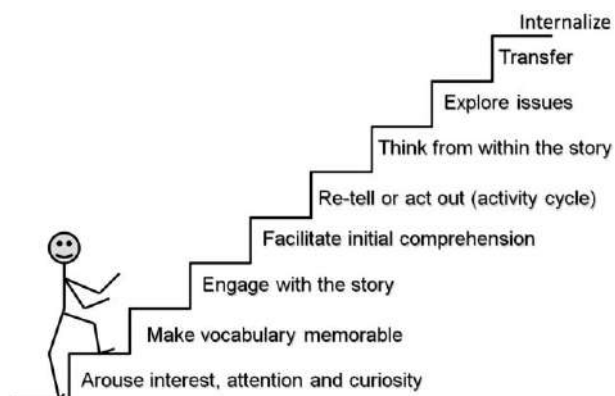 Internalize
Transfer
Explore issues
Think from within the story
Re-tell or act out (activity cycle)
Facilitate initial comprehension
Engage with the story
Make vocabulary memorable
Arouse interest, attention and curiosity